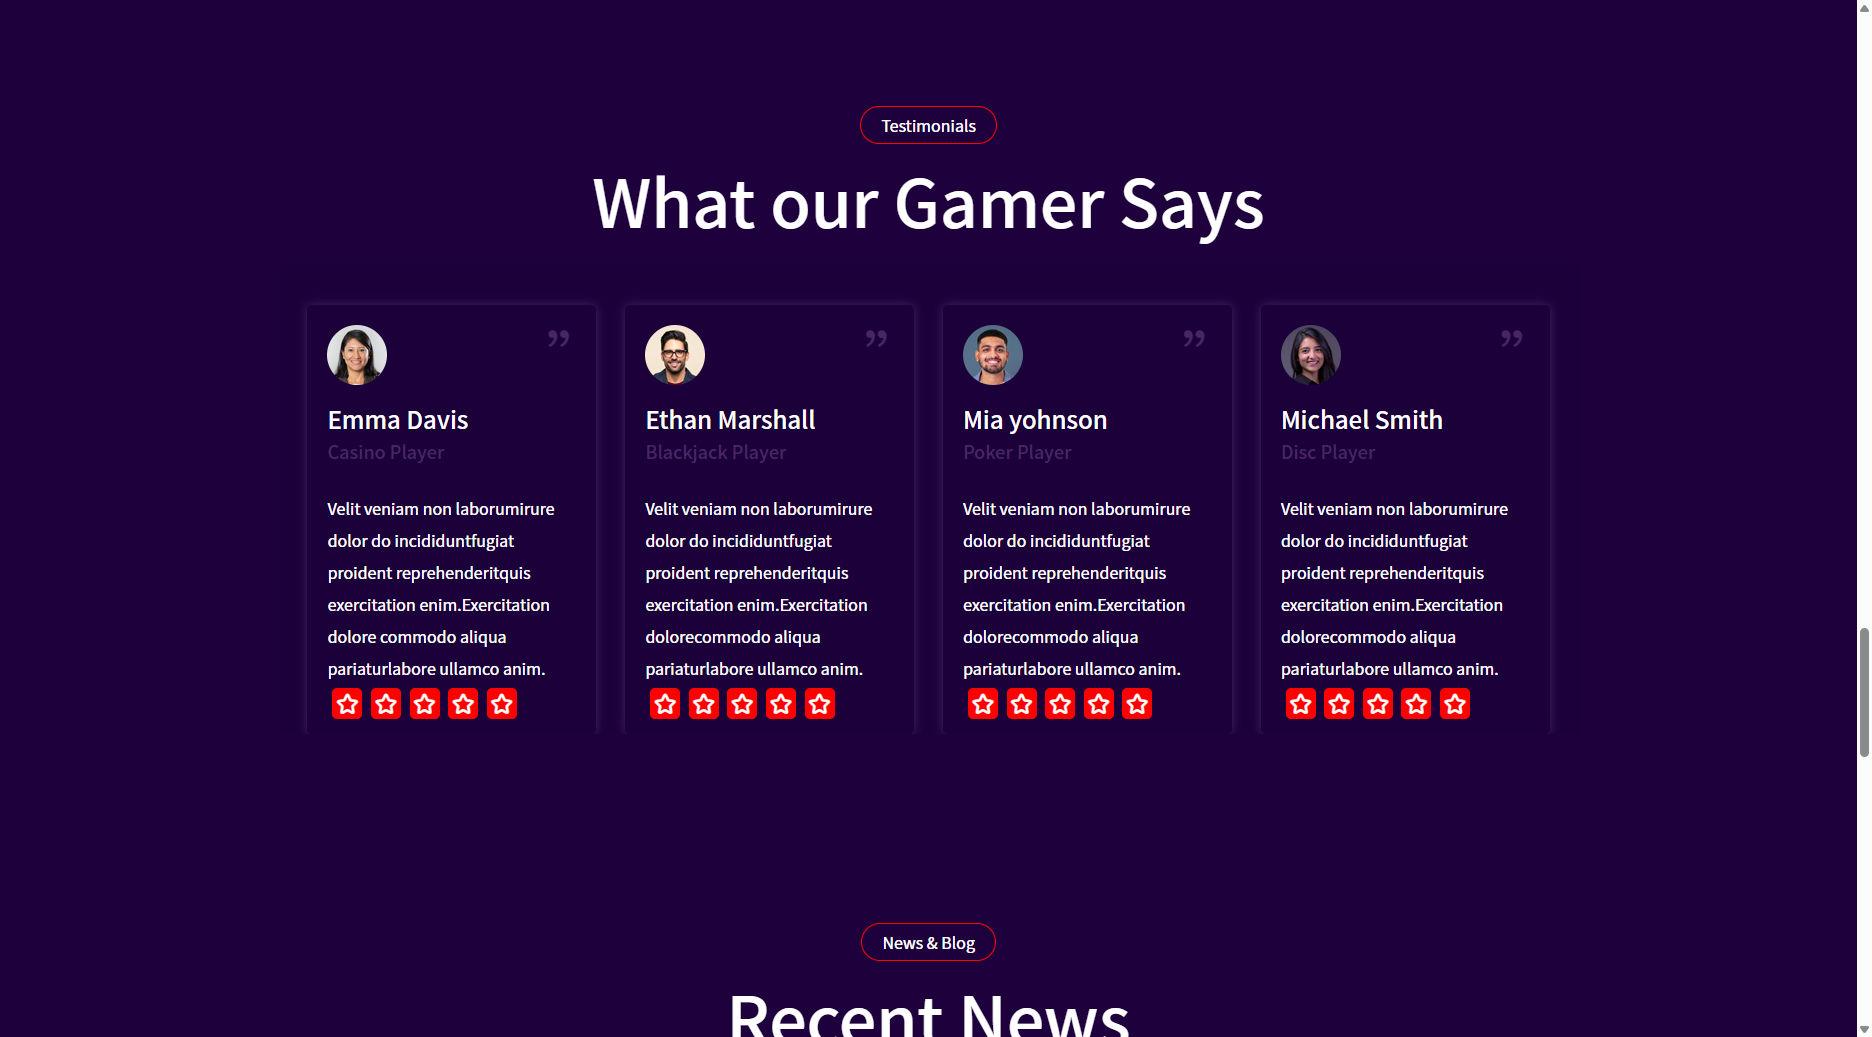 Testimonials
What our Gamer Says
”
Emma Davis
Casino Player
Velit veniam non laborumirure
dolor do incididuntfugiat
proident reprehenderitquis
exercitation enim.Exercitation
dolore commodo aliqua
pariaturlabore ullamco anim.
”
Ethan Marshall
Blackjack Player
Velit veniam non laborumirure
dolor do incididuntfugiat
proident reprehenderitquis
exercitation enim.Exercitation
dolorecommodo aliqua
pariaturlabore ullamco anim.
”
Mia yohnson
Poker Player
Velit veniam non laborumirure
dolor do incididuntfugiat
proident reprehenderitquis
exercitation enim.Exercitation
dolorecommodo aliqua
pariaturlabore ullamco anim.
”
Michael Smith
Disc Player
Velit veniam non laborumirure
dolor do incididuntfugiat
proident reprehenderitquis
exercitation enim.Exercitation
dolorecommodo aliqua
pariaturlabore ullamco anim.
News & Blog
Recent News